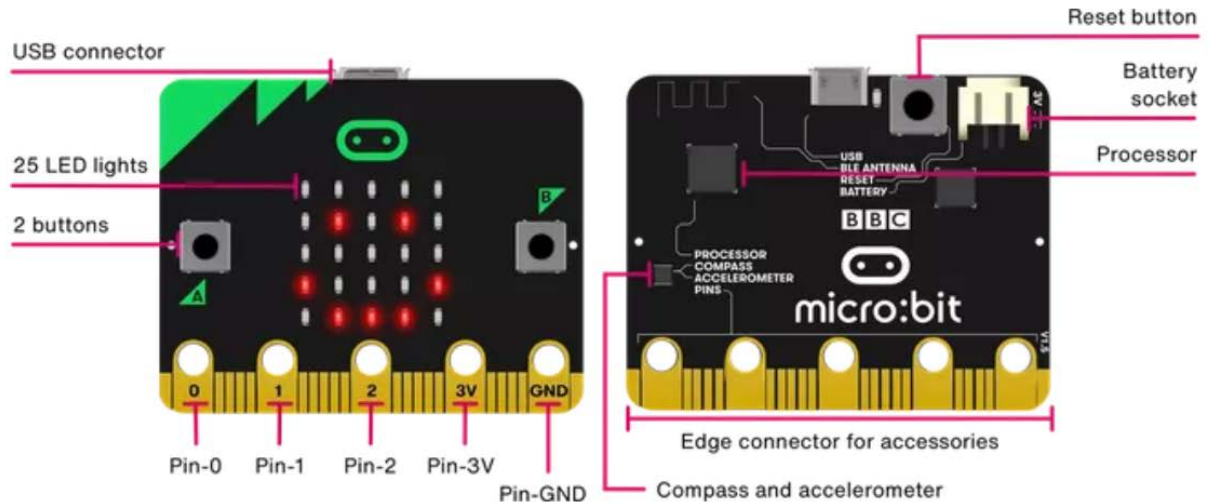 USB connector
25 LED lights
2 buttons
A
B
0 1 2 3V GND
Pin-0 Pin-1 Pin-2 Pin-3V
Pin-GND
Reset button
Battery
socket
Processor
3V
USB
BLE ANTENNA
RESET
BATTERY
BBC
PROCESSOR
COMPASS
ACCELEROMETER
PINS
micro:bit
V1.5
Edge connector for accessories
Compass and accelerometer